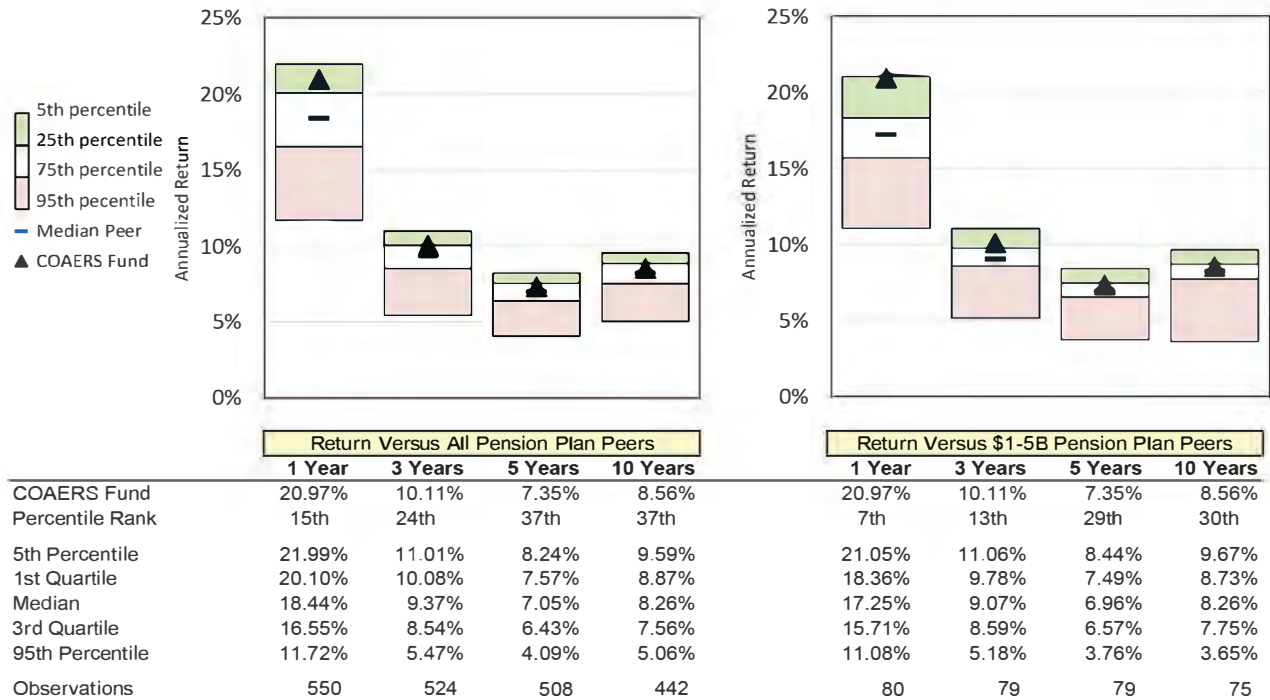 25%
20%
15%
10%
5%
0%
Annualized Return
5th percentile
25th percentile
75th percentile
95th pecentile
Median Peer
COAERS Fund
25%
20%
15%
10%
5%
0%
Annualized Return
Return Versus All Pension Plan Peers Return Versus $1-5B Pension Plan Peers
1 Year 3 Years 5 Years 10 Years 1 Year 3 Years 5 Years 10 Years
COAERS Fund 20.97% 10.11% 7.35% 8.56% 20.97% 10.11% 7.35% 8.56%
Percentile Rank 15th 24th 37th 37th 7th 13th 29th 30th
5th Percentile 21.99% 11.01% 8.24% 9.59% 21.05% 11.06% 8.44% 9.67%
1st Quartile 20.10% 10.08% 7.57% 8.87% 18.36% 9.78% 7.49% 8.73%
Median 18.44% 9.37% 7.05% 8.26% 17.25% 9.07% 6.96% 8.26%
3rd Quartile 16.55% 8.54% 6.43% 7.56% 15.71% 8.59% 6.57% 7.75%
95th Percentile 11.72% 5.47% 4.09% 5.06% 11.08% 5.18% 3.76% 3.65%
Observations 550 524 508 442 80 79 79 75